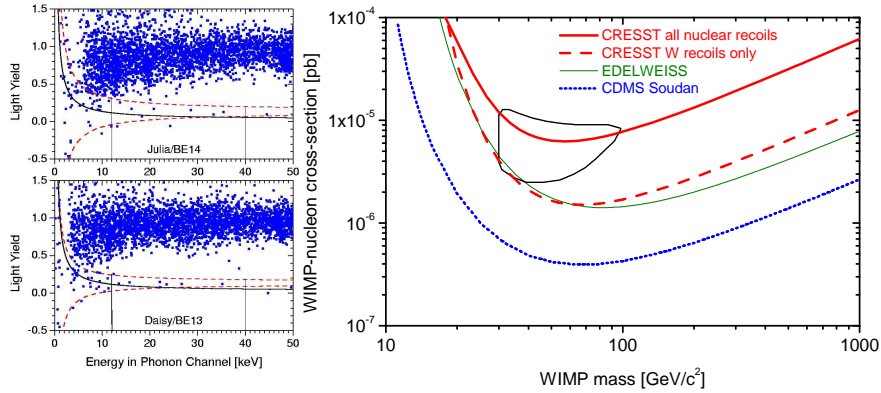 1.5
1.0
0.5
0.0
-0.5
0 10 20 30 40 50
Light Yield
Julia/BE14
1.5
1.0
0.5
0.0
-0.5
0 10 20 30 40 50
Light Yield
Daisy/BE13
Energy in Phonon Channel [keV]
WIMP-nucleon cross-section [pb]
1x10⁻⁴
1x10⁻⁵
10⁻⁶
10⁻⁷
CRESST all nuclear recoils
CRESST W recoils only
EDELWEISS
CDMS Soudan
10 100 1000
WIMP mass [GeV/c²]